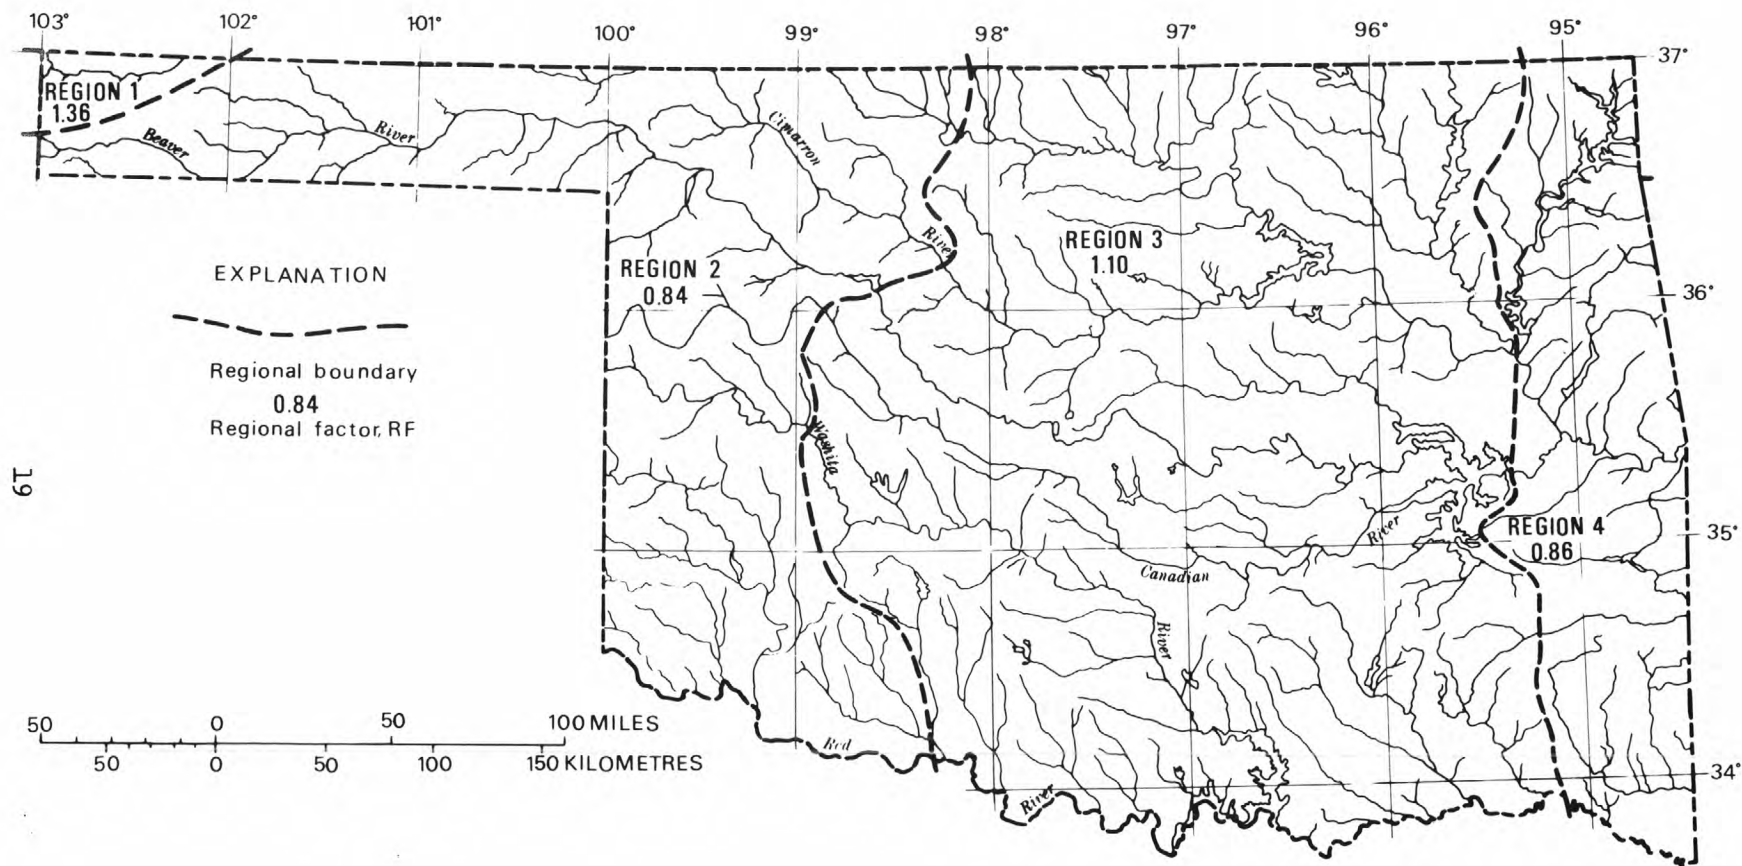 103°
102°
101°
100°
99°
98°
97°
96°
95°
37°
REGION 1
1.36
Beaver
River
Cimarron
River
REGION 2
0.84
REGION 3
1.10
36°
EXPLANATION
Regional boundary
0.84
Regional factor, RF
Washita
19
River
REGION 4
0.86
35°
Canadian
River
50 0 50 100 MILES
50 0 50 100 150 KILOMETRES
Red
River
34°